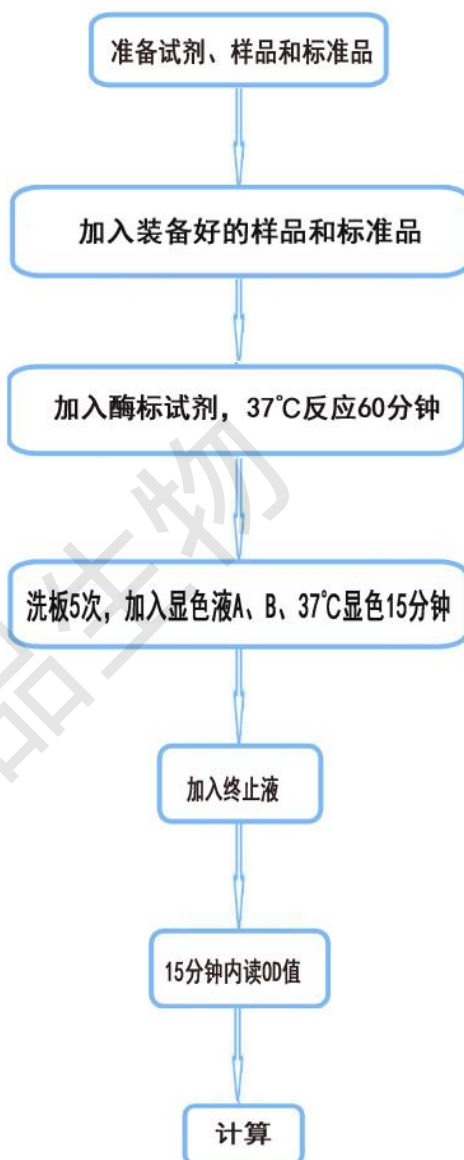 准备试剂、样品和标准品
加入装备好的样品和标准品
加入酶标试剂，37℃反应60分钟
洗板5次，加入显色液A、B、37℃显色15分钟
加入终止液
15分钟内读OD值
计算
品生物